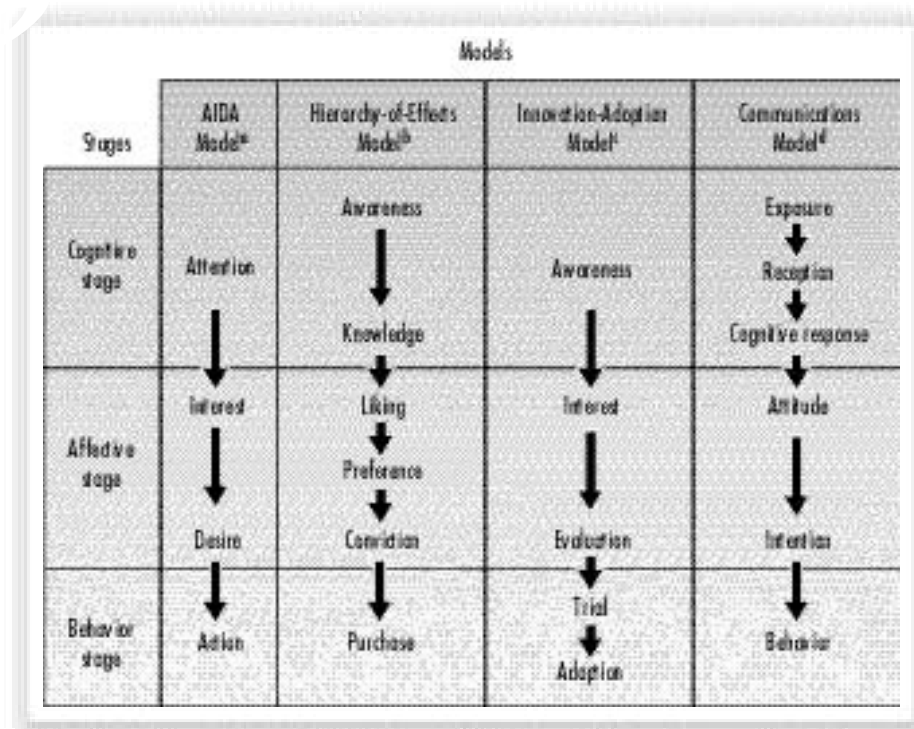 Models
Stages
AIDA
Model a
Hierarchy-of-Effects
Model b
Innovation-Adoption
Model c
Communications
Model d
Cognitive
stage
Attention
Awareness
Knowledge
Awareness
Exposure
Reception
Cognitive response
Affective
stage
Interest
Desire
Liking
Preference
Conviction
Interest
Evaluation
Attitude
Intention
Behavior
stage
Action
Purchase
Trial
Adoption
Behavior